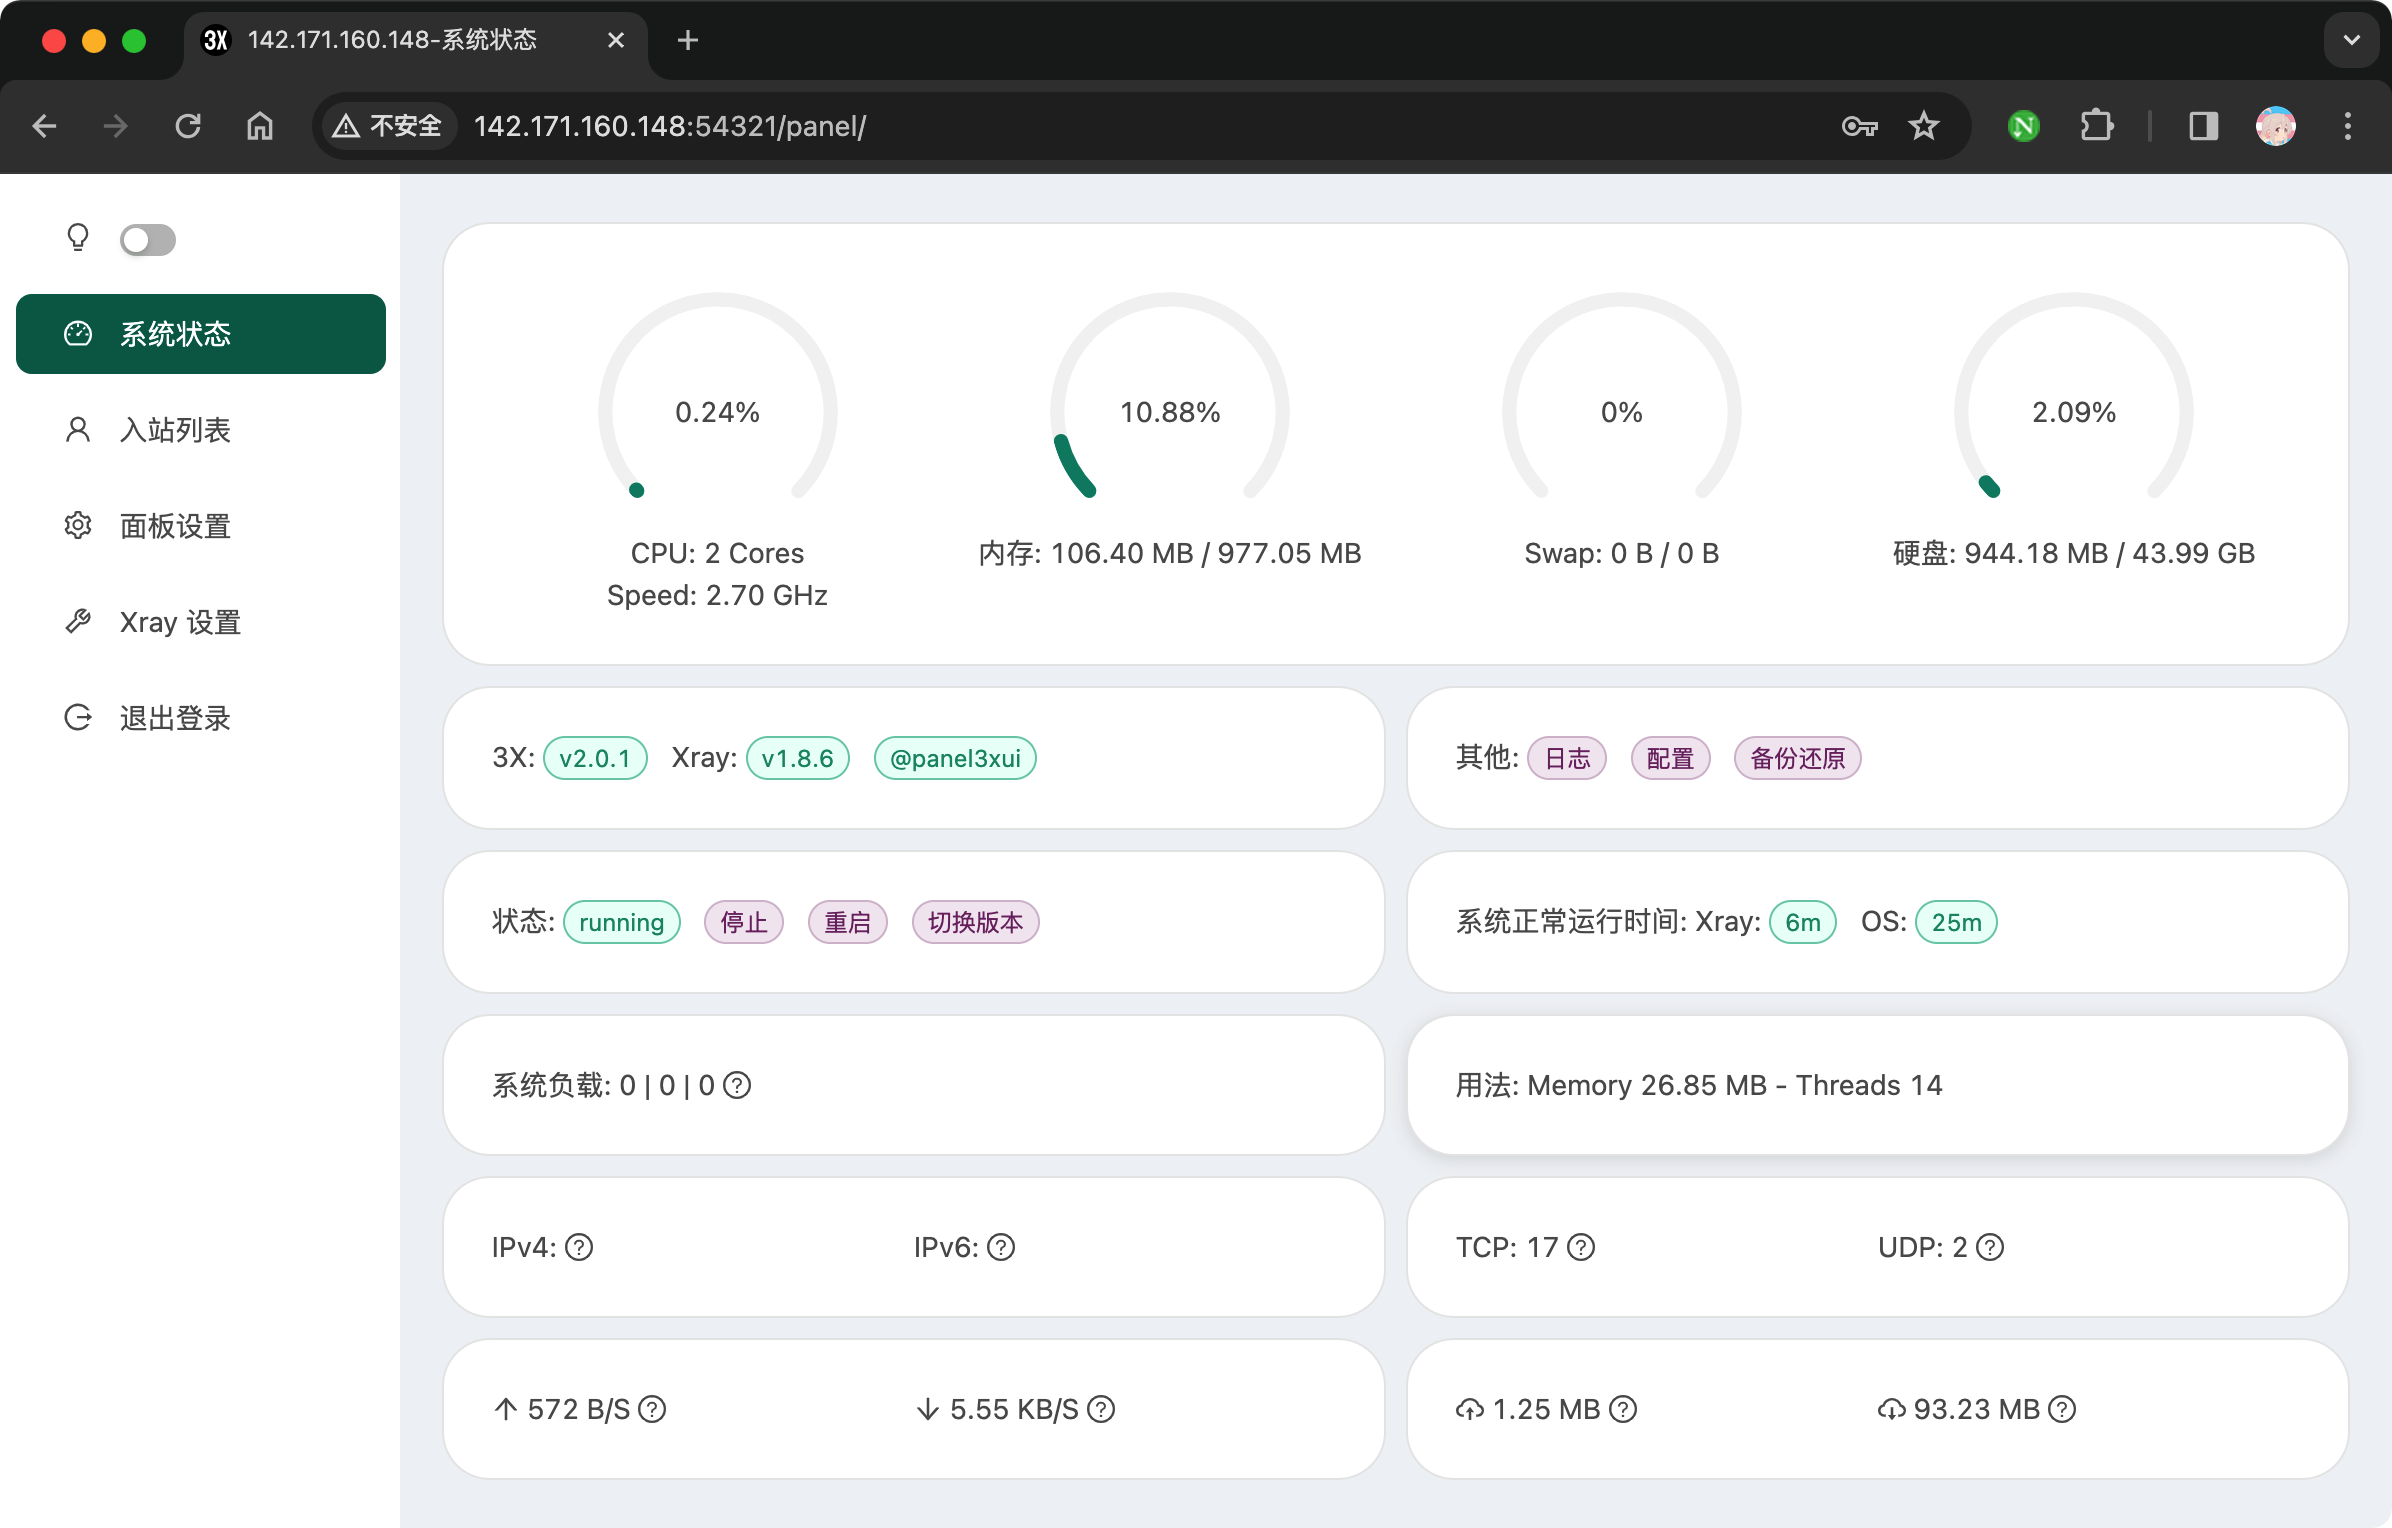 3X 142.171.160.148-系统状态
不安全 142.171.160.148:54321/panel/
N
系统状态
入站列表
面板设置
Xray 设置
退出登录
0.24%
CPU: 2 Cores
Speed: 2.70 GHz
10.88%
内存: 106.40 MB / 977.05 MB
0%
Swap: 0 B / 0 B
2.09%
硬盘: 944.18 MB / 43.99 GB
3X: v2.0.1 Xray: v1.8.6 @panel3xui
其他: 日志 配置 备份还原
状态: running 停止 重启 切换版本
系统正常运行时间: Xray: 6m OS: 25m
系统负载: 0 | 0 | 0
用法: Memory 26.85 MB - Threads 14
IPv4: IPv6:
TCP: 17 UDP: 2
572 B/S 5.55 KB/S
1.25 MB 93.23 MB